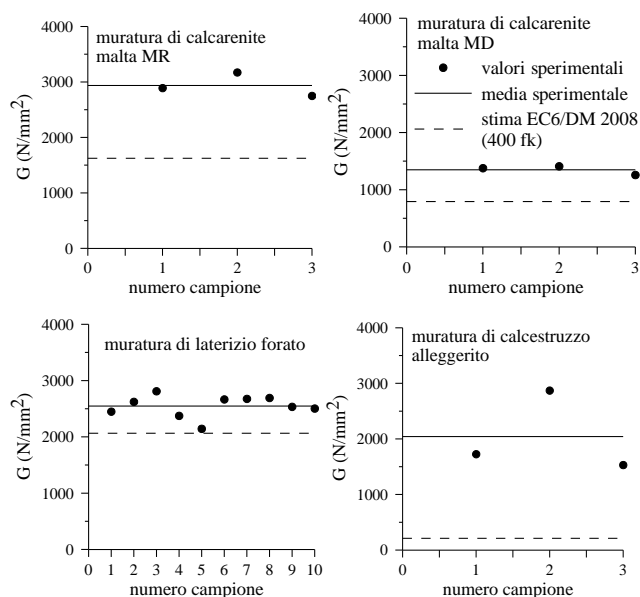 muratura di calcarenite
malta MR
4000
3000
2000
1000
0
G (N/mm²)
0 1 2 3
numero campione
muratura di calcarenite
malta MD
valori sperimentali
media sperimentale
stima EC6/DM 2008
(400 fk)
4000
3000
2000
1000
0
G (N/mm²)
0 1 2 3
numero campione
muratura di laterizio forato
4000
3000
2000
1000
0
G (N/mm²)
0 1 2 3 4 5 6 7 8 9 10
numero campione
muratura di calcestruzzo
alleggerito
4000
3000
2000
1000
0
G (N/mm²)
0 1 2 3
numero campione